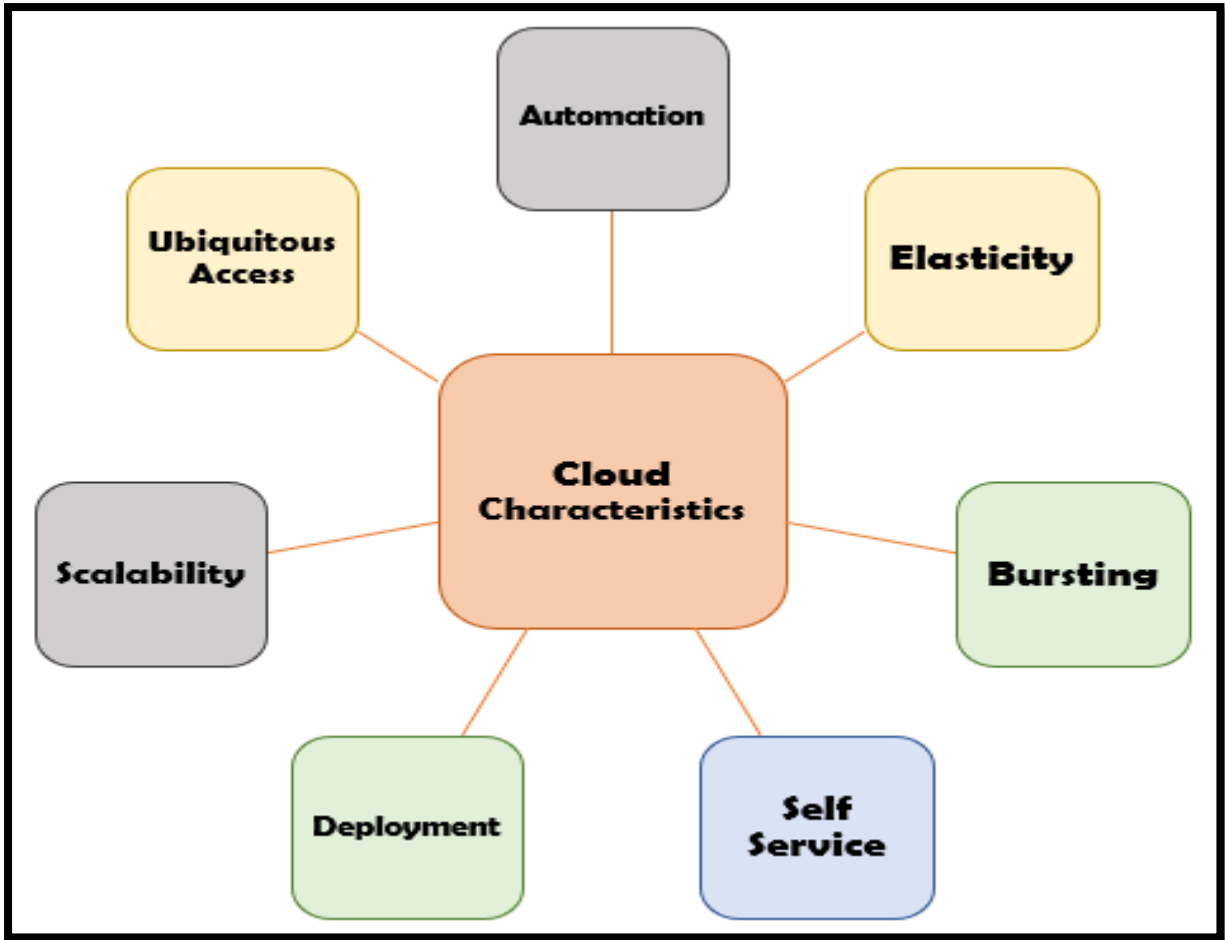 Automation
Ubiquitous
Access
Elasticity
Cloud
Characteristics
Scalability
Bursting
Deployment
Self
Service